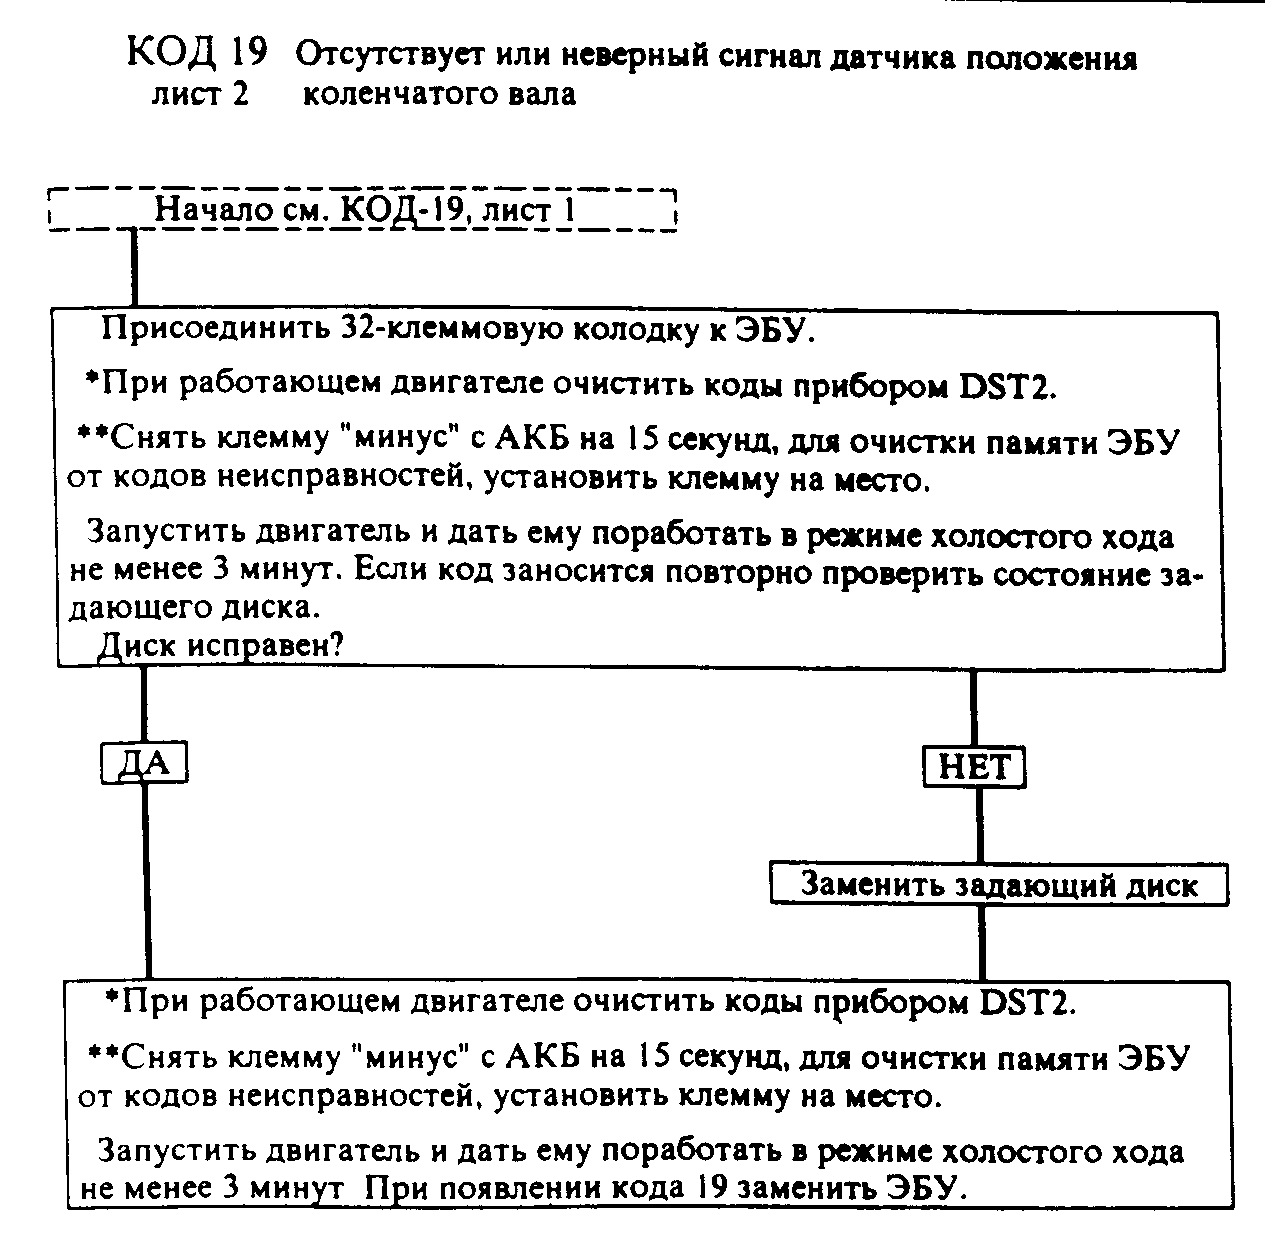 КОД 19 Отсутствует или неверный сигнал датчика положения
лист 2 коленчатого вала
Начало см. КОД-19, лист 1
Присоединить 32-клеммовую колодку к ЭБУ.
*При работающем двигателе очистить коды прибором DST2.
**Снять клемму "минус" с АКБ на 15 секунд, для очистки памяти ЭБУ
от кодов неисправностей, установить клемму на место.
Запустить двигатель и дать ему поработать в режиме холостого хода
не менее 3 минут. Если код заносится повторно проверить состояние за-
дающего диска.
Диск исправен?
ДА
НЕТ
Заменить задающий диск
*При работающем двигателе очистить коды прибором DST2.
**Снять клемму "минус" с АКБ на 15 секунд, для очистки памяти ЭБУ
от кодов неисправностей, установить клемму на место.
Запустить двигатель и дать ему поработать в режиме холостого хода
не менее 3 минут При появлении кода 19 заменить ЭБУ.